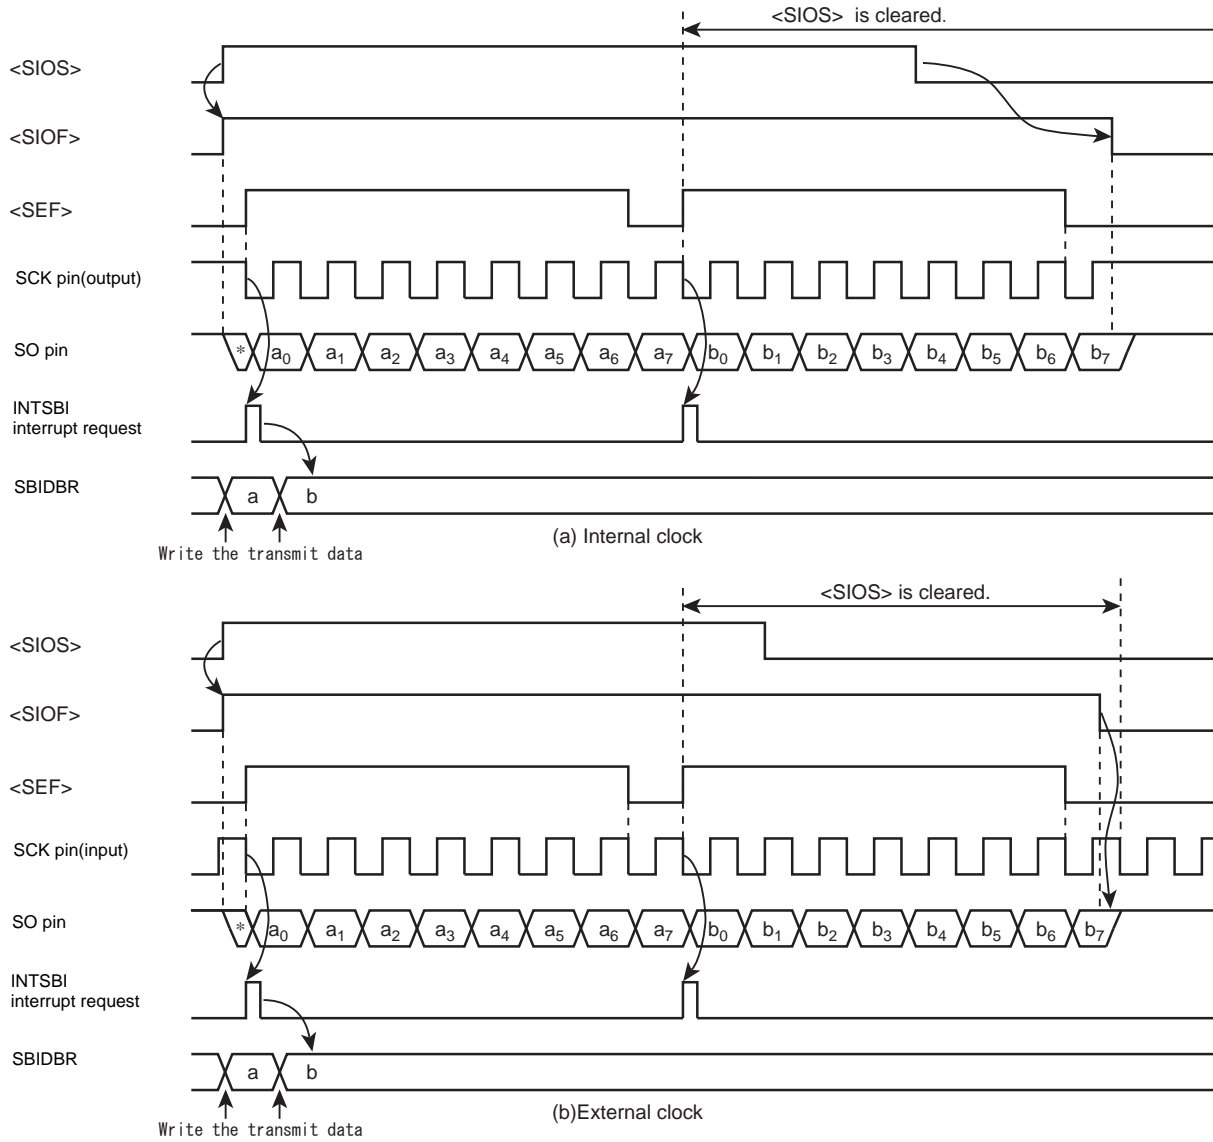 <SIOS> is cleared.
<SIOS>
<SIOF>
<SEF>
SCK pin(output)
SO pin
* a0 a1 a2 a3 a4 a5 a6 a7 b0 b1 b2 b3 b4 b5 b6 b7
INTSBI
interrupt request
SBIDBR
a b
(a) Internal clock
Write the transmit data
<SIOS> is cleared.
<SIOS>
<SIOF>
<SEF>
SCK pin(input)
SO pin
* a0 a1 a2 a3 a4 a5 a6 a7 b0 b1 b2 b3 b4 b5 b6 b7
INTSBI
interrupt request
SBIDBR
a b
(b)External clock
Write the transmit data